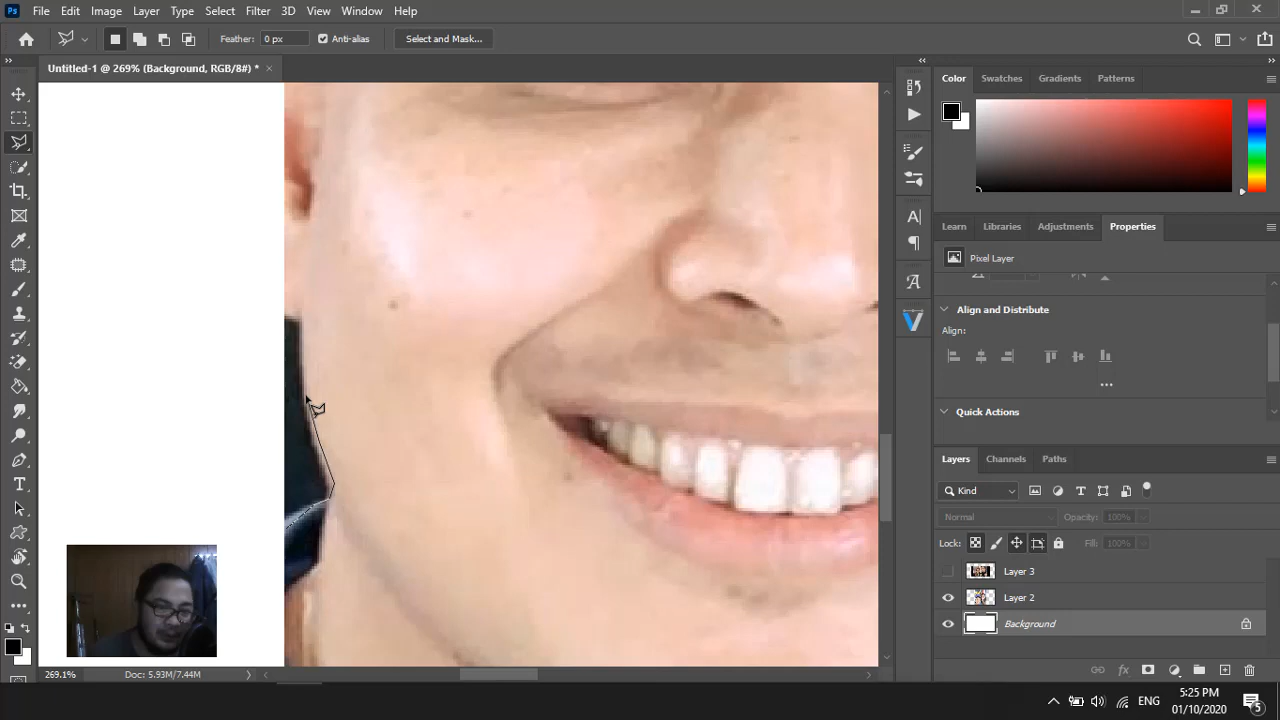 Ps File Edit Image Layer Type Select Filter 3D View Window Help
Feather: 0 px Anti-alias Select and Mask...
Untitled-1 @ 269% (Background, RGB/8#) * ×
Color Swatches Gradients Patterns
Learn Libraries Adjustments Properties
Pixel Layer
Align and Distribute
Align:
...
Quick Actions
Layers Channels Paths
Kind
Normal Opacity: 100%
Lock: Fill: 100%
Layer 3
Layer 2
Background
269.1% Doc: 5.93M/7.44M
ENG 5:25 PM
01/10/2020 5